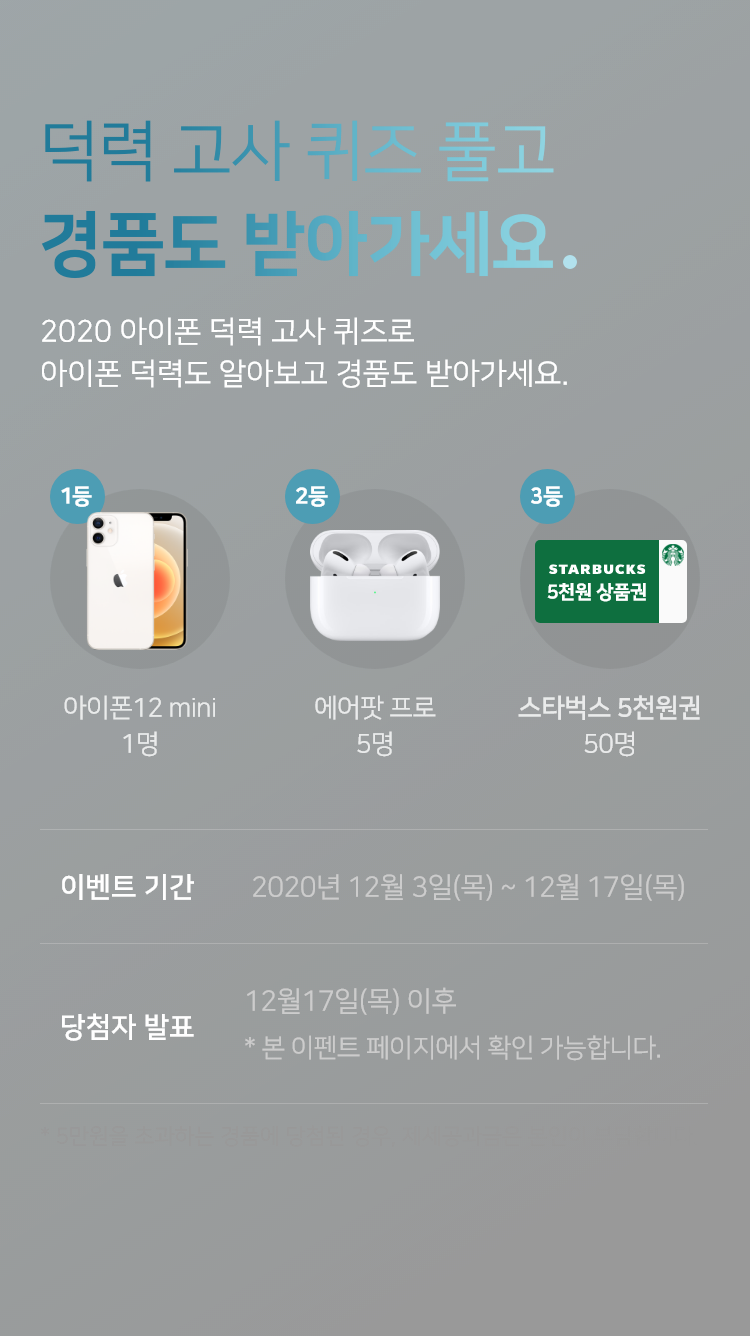 덕력 고사 퀴즈 풀고
경품도 받아가세요.
2020 아이폰 덕력 고사 퀴즈로
아이폰 덕력도 알아보고 경품도 받아가세요.
1등
2등
3등
STARBUCKS
5천원 상품권
아이폰12 mini
1명
에어팟 프로
5명
스타벅스 5천원권
50명
이벤트 기간
2020년 12월 3일(목) ~ 12월 17일(목)
당첨자 발표
12월17일(목) 이후
* 본 이펜트 페이지에서 확인 가능합니다.
* 5만원을